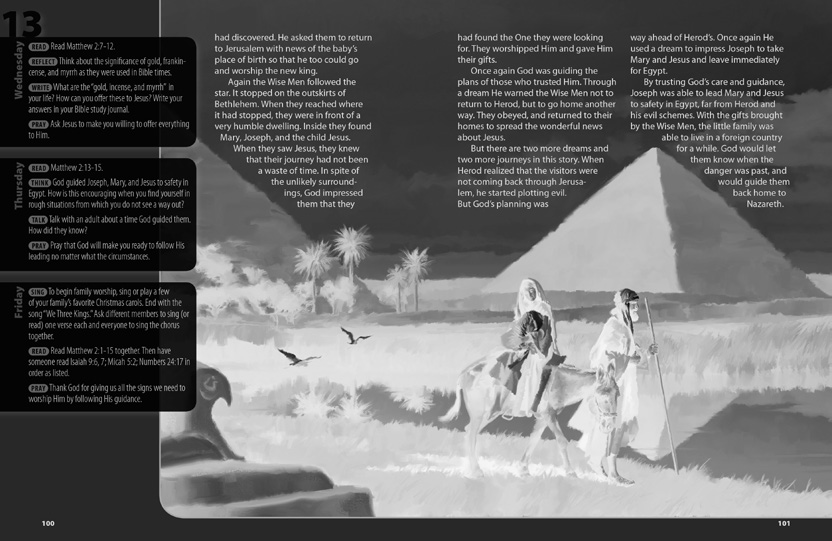 13
Wednesday
READ Read Matthew 2:7–12.
REFLECT Think about the significance of gold, frankin-
cense, and myrrh as they were used in Bible times.
WRITE What are the “gold, incense, and myrrh” in
your life? How can you offer these to Jesus? Write your
answers in your Bible study journal.
PRAY Ask Jesus to make you willing to offer everything
to Him.
Thursday
READ Matthew 2:13–15.
THINK God guided Joseph, Mary, and Jesus to safety in
Egypt. How is this encouraging when you find yourself in
rough situations from which you do not see a way out?
TALK Talk with an adult about a time God guided them.
How did they know?
PRAY Pray that God will make you ready to follow His
leading no matter what the circumstances.
Friday
SING To begin family worship, sing or play a few
of your family’s favorite Christmas carols. End with the
song “We Three Kings.” Ask different members to sing (or
read) one verse each and everyone to sing the chorus
together.
READ Read Matthew 2:1–15 together. Then have
someone read Isaiah 9:6, 7; Micah 5:2; Numbers 24:17 in
order as listed.
PRAY Thank God for giving us all the signs we need to
worship Him by following His guidance.
100
had discovered. He asked them to return
to Jerusalem with news of the baby’s
place of birth so that he too could go
and worship the new king.
Again the Wise Men followed the
star. It stopped on the outskirts of
Bethlehem. When they reached where
it had stopped, they were in front of a
very humble dwelling. Inside they found
Mary, Joseph, and the child Jesus.
When they saw Jesus, they knew
that their journey had not been
a waste of time. In spite of
the unlikely surround-
ings, God impressed
them that they
had found the One they were looking
for. They worshipped Him and gave Him
their gifts.
Once again God was guiding the
plans of those who trusted Him. Through
a dream He warned the Wise Men not to
return to Herod, but to go home another
way. They obeyed, and returned to their
homes to spread the wonderful news
about Jesus.
But there are two more dreams and
two more journeys in this story. When
Herod realized that the visitors were
not coming back through Jerusa-
lem, he started plotting evil.
But God’s planning was
way ahead of Herod’s. Once again He
used a dream to impress Joseph to take
Mary and Jesus and leave immediately
for Egypt.
By trusting God’s care and guidance,
Joseph was able to lead Mary and Jesus
to safety in Egypt, far from Herod and
his evil schemes. With the gifts brought
by the Wise Men, the little family was
able to live in a foreign country
for a while. God would let
them know when the
danger was past, and
would guide them
back home to
Nazareth.
101